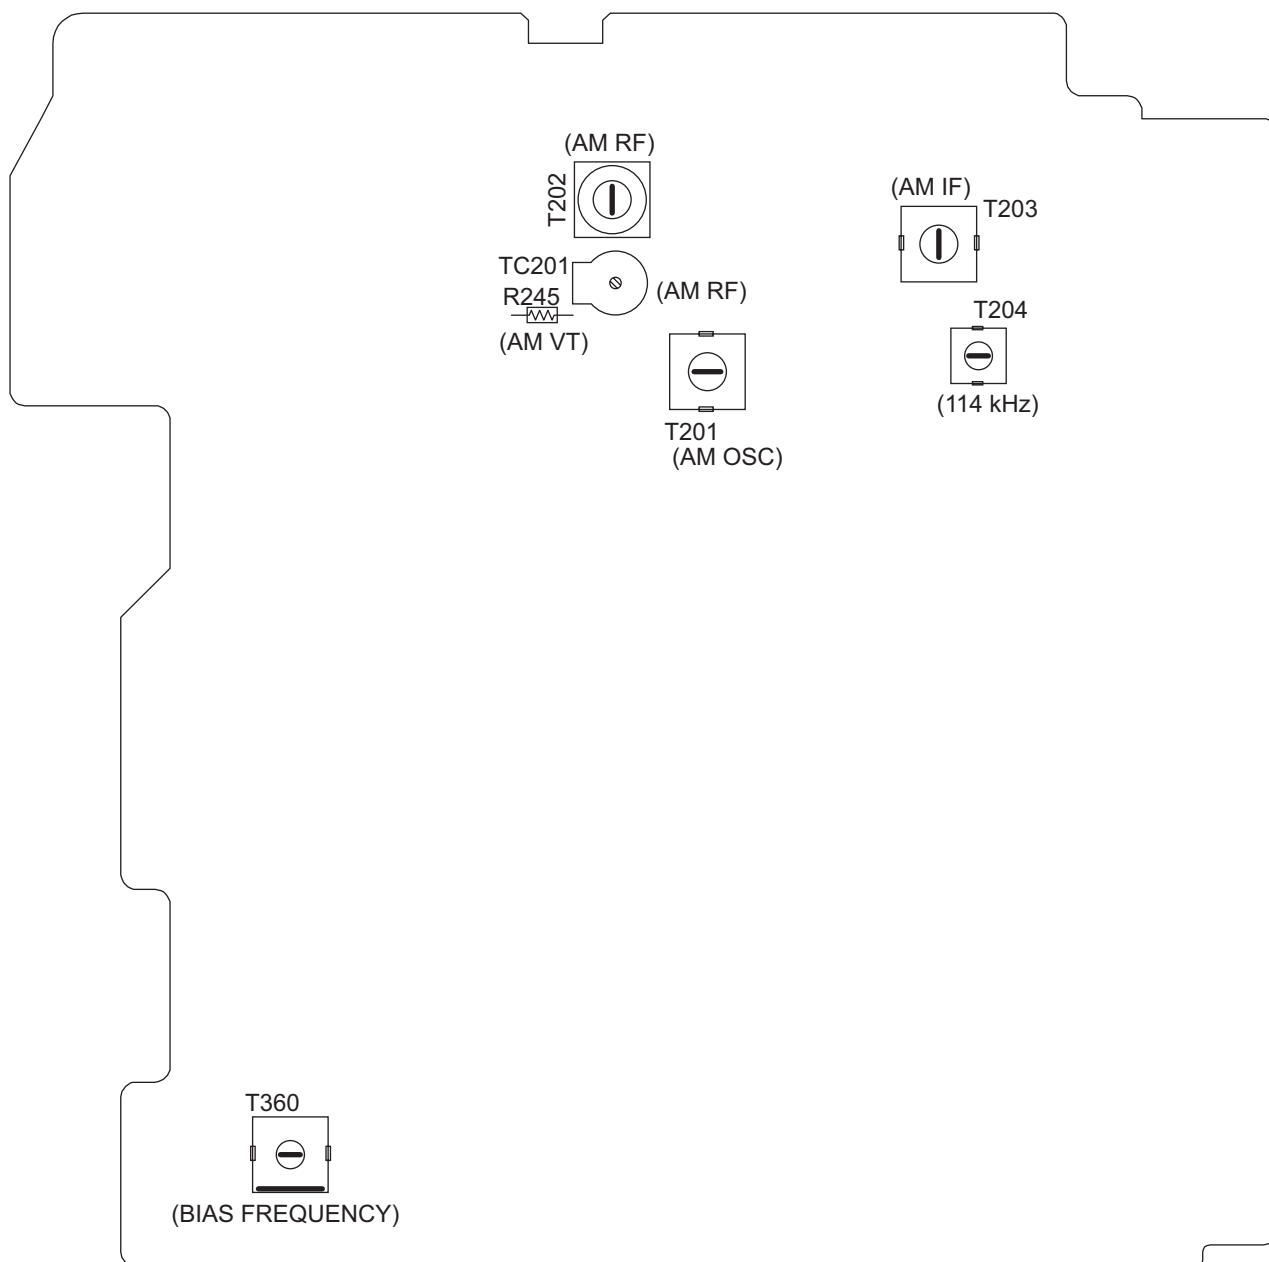 (AM RF)
T202
(AM IF)
T203
TC201
R245
(AM RF)
(AM VT)
T204
(114 kHz)
T201
(AM OSC)
T360
(BIAS FREQUENCY)